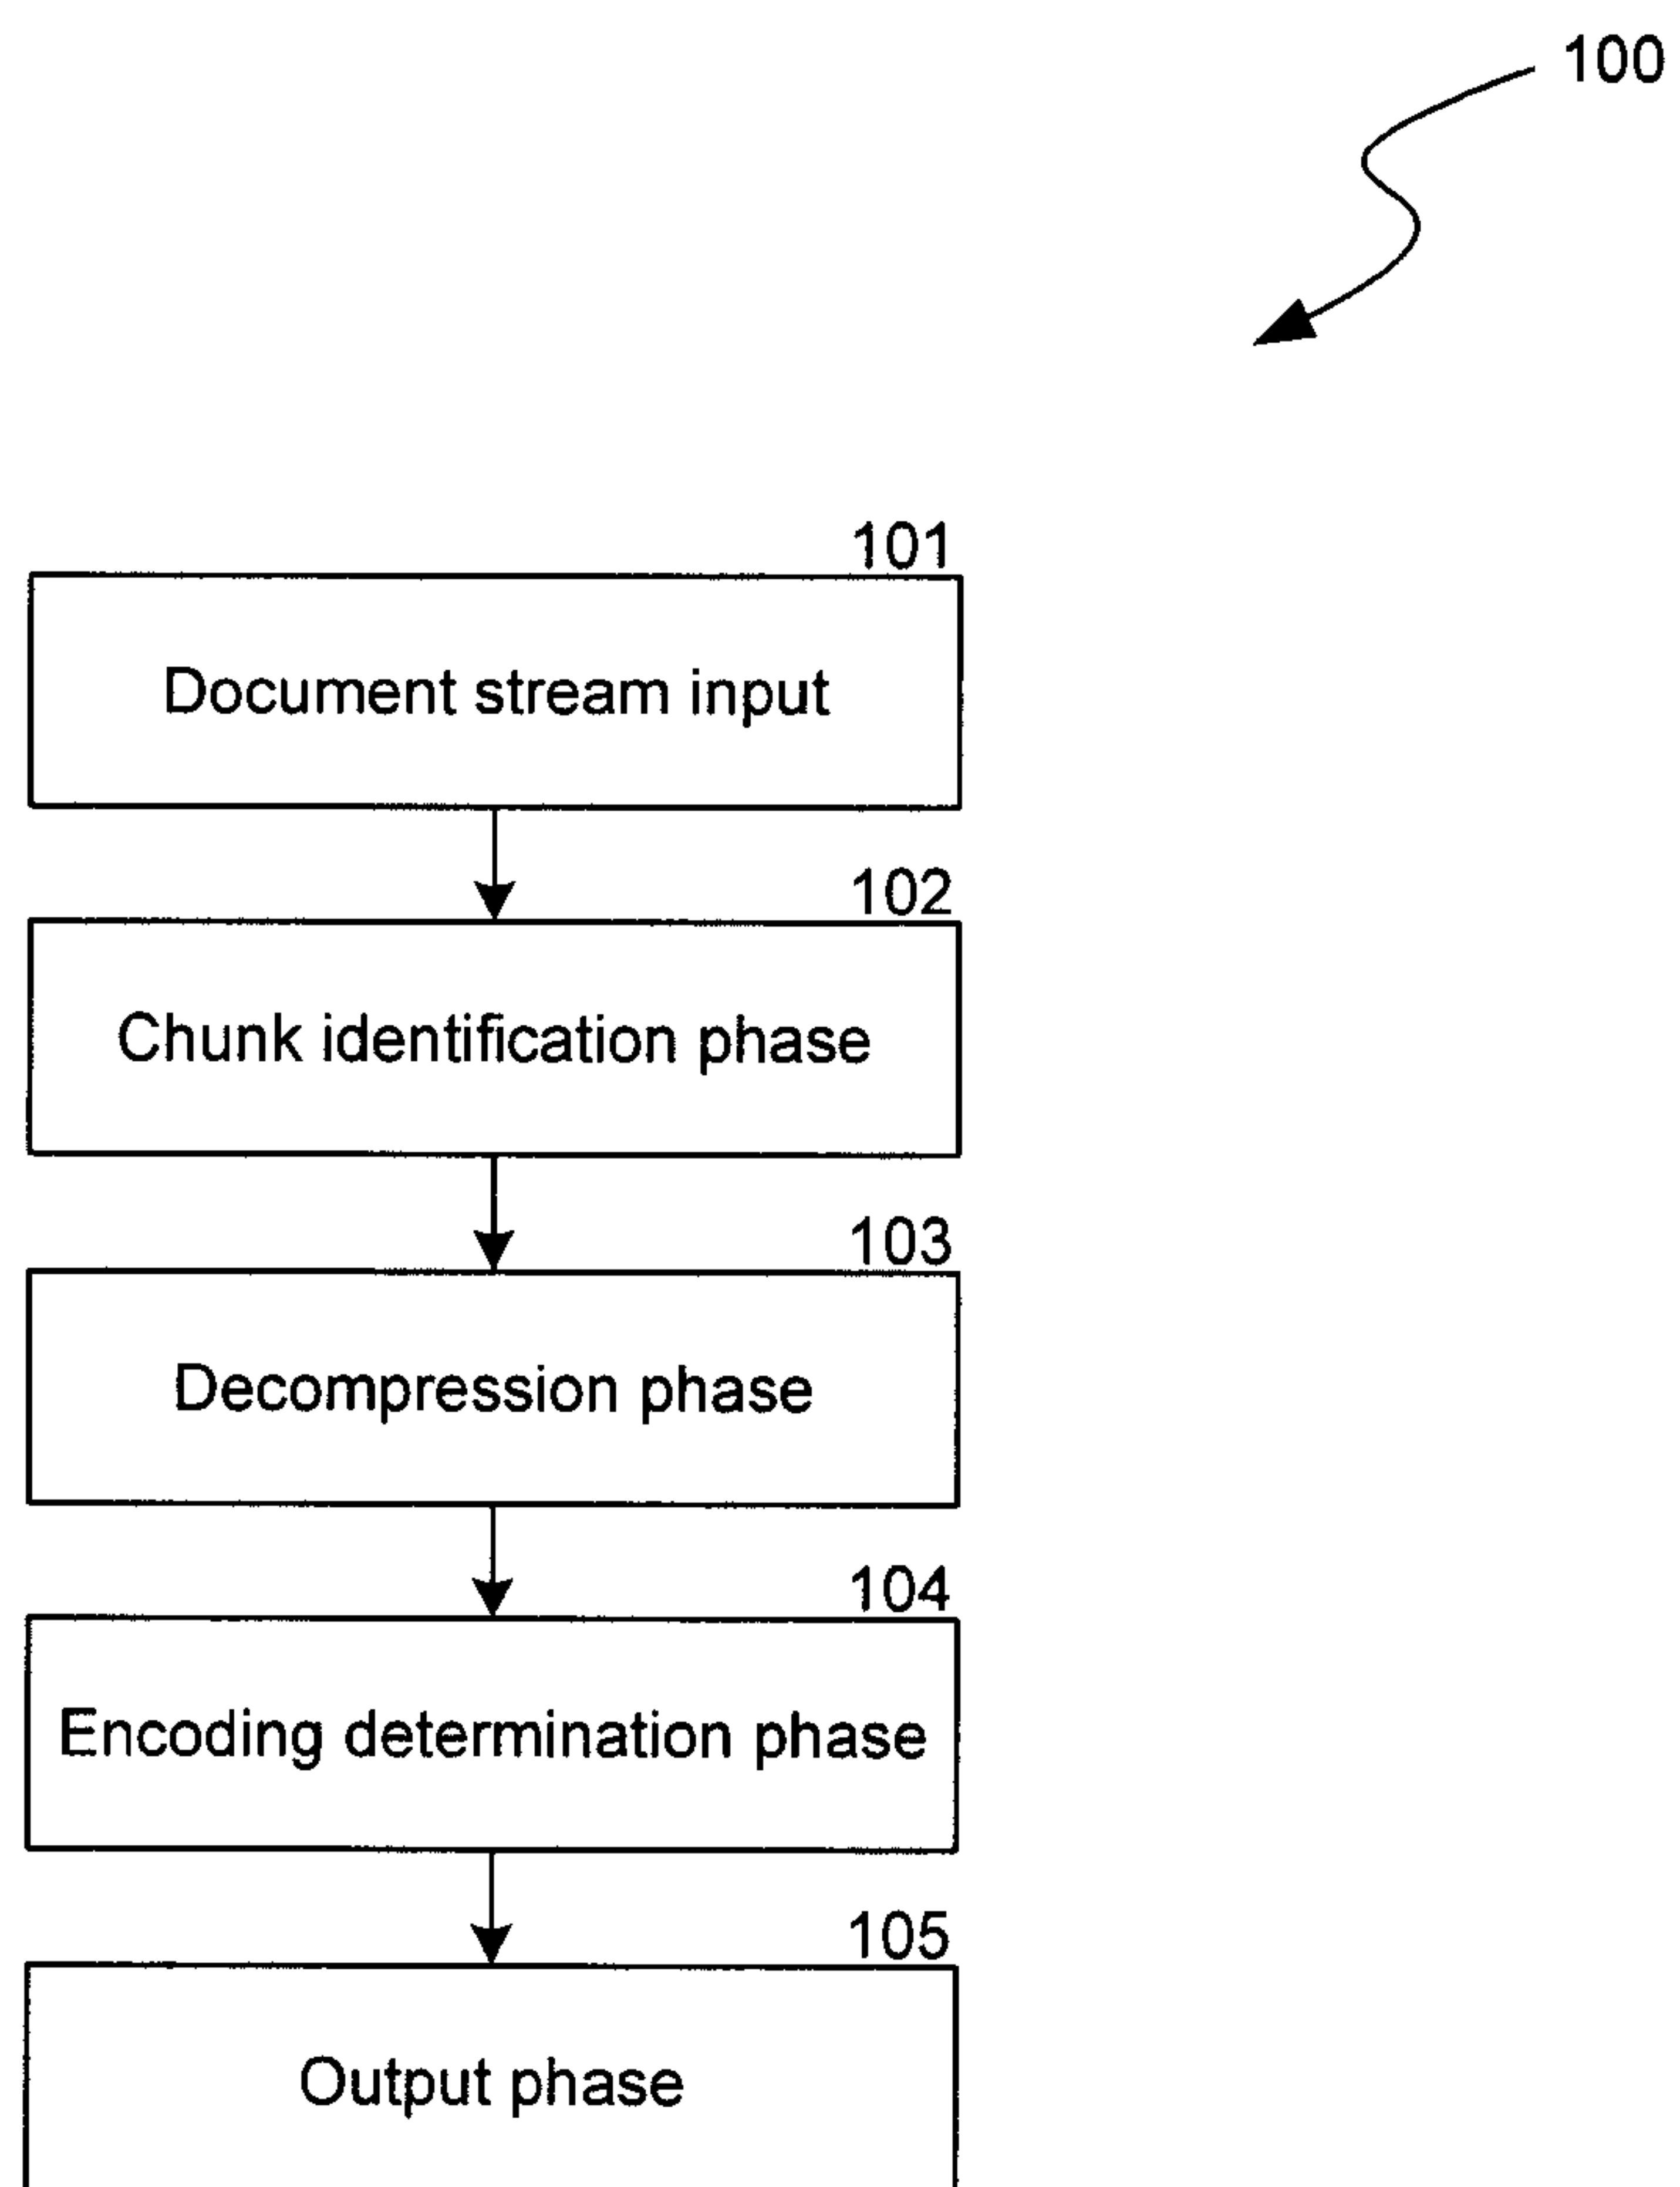 100
101
Document stream input
102
Chunk identification phase
103
Decompression phase
104
Encoding determination phase
105
Output phase